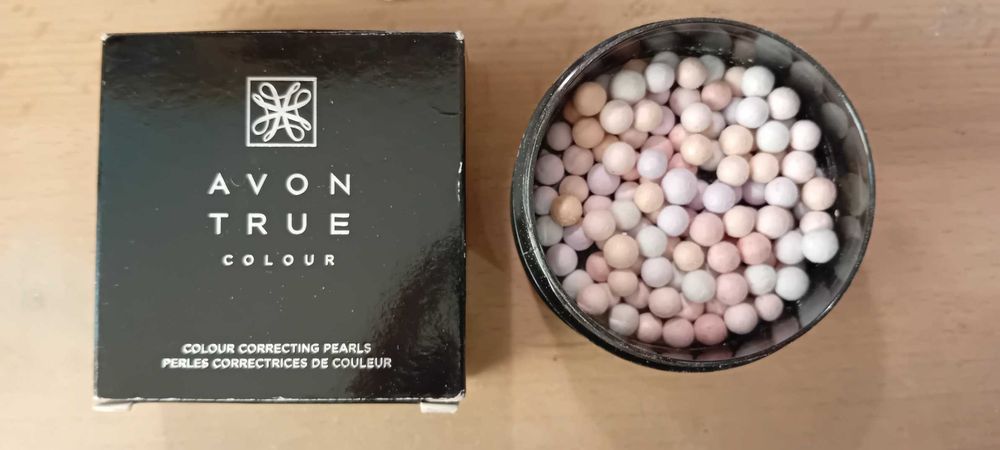 AVON
TRUE
COLOUR
COLOUR CORRECTING PEARLS
PERLES CORRECTRICES DE COULEUR